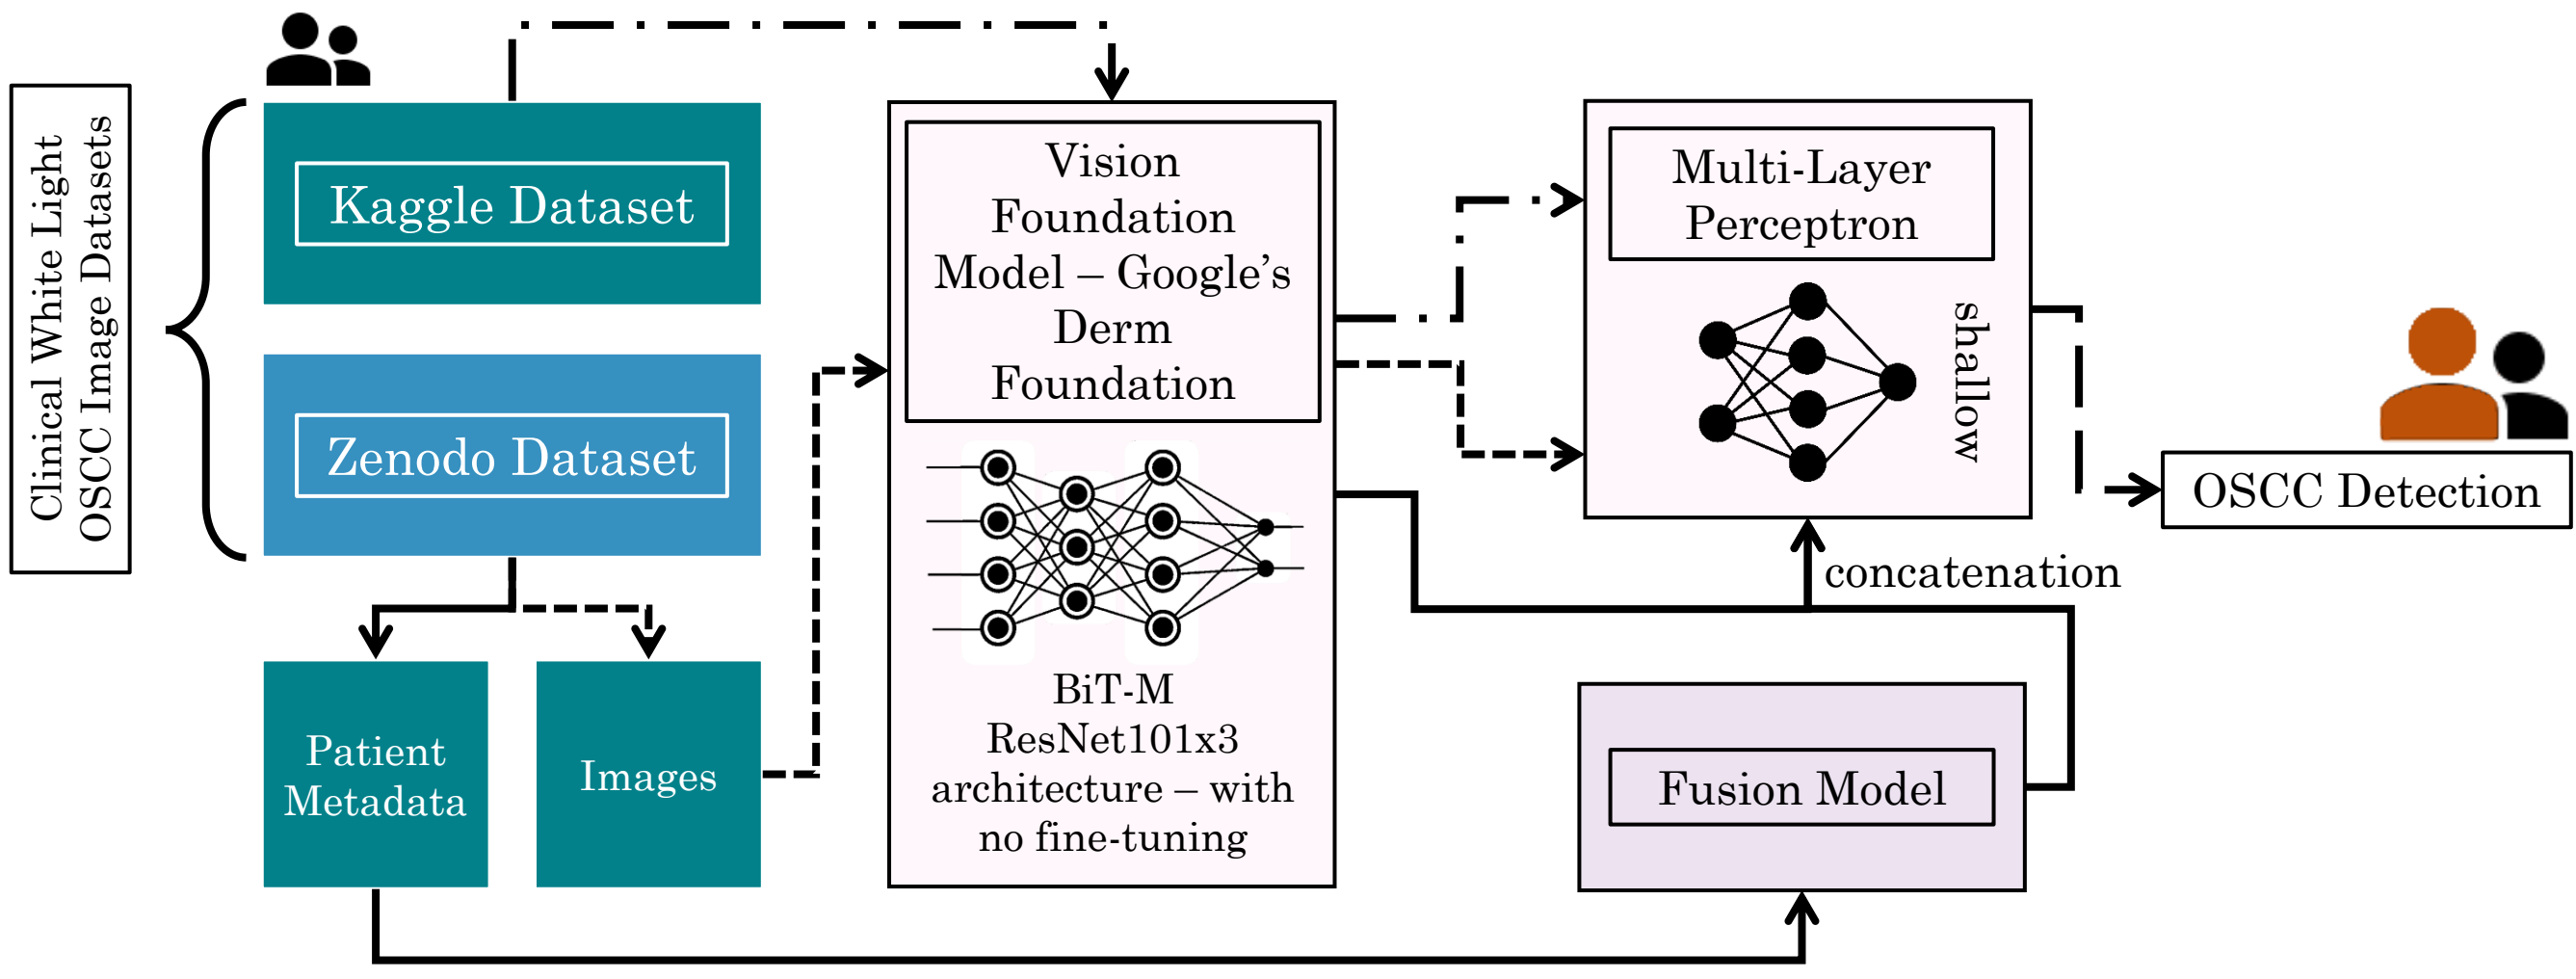 Clinical White Light
OSCC Image Datasets
Kaggle Dataset
Zenodo Dataset
Patient
Metadata
Images
Vision
Foundation
Model – Google’s
Derm
Foundation
BiT-M
ResNet101x3
architecture – with
no fine-tuning
Multi-Layer
Perceptron
shallow
concatenation
Fusion Model
OSCC Detection